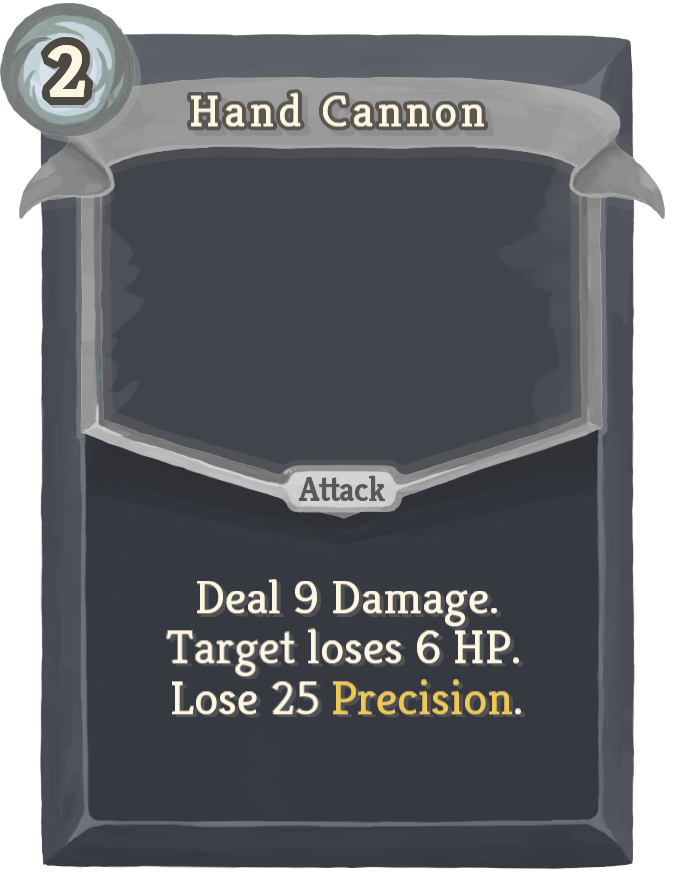 2
Hand Cannon
Attack
Deal 9 Damage.
Target loses 6 HP.
Lose 25 Precision.